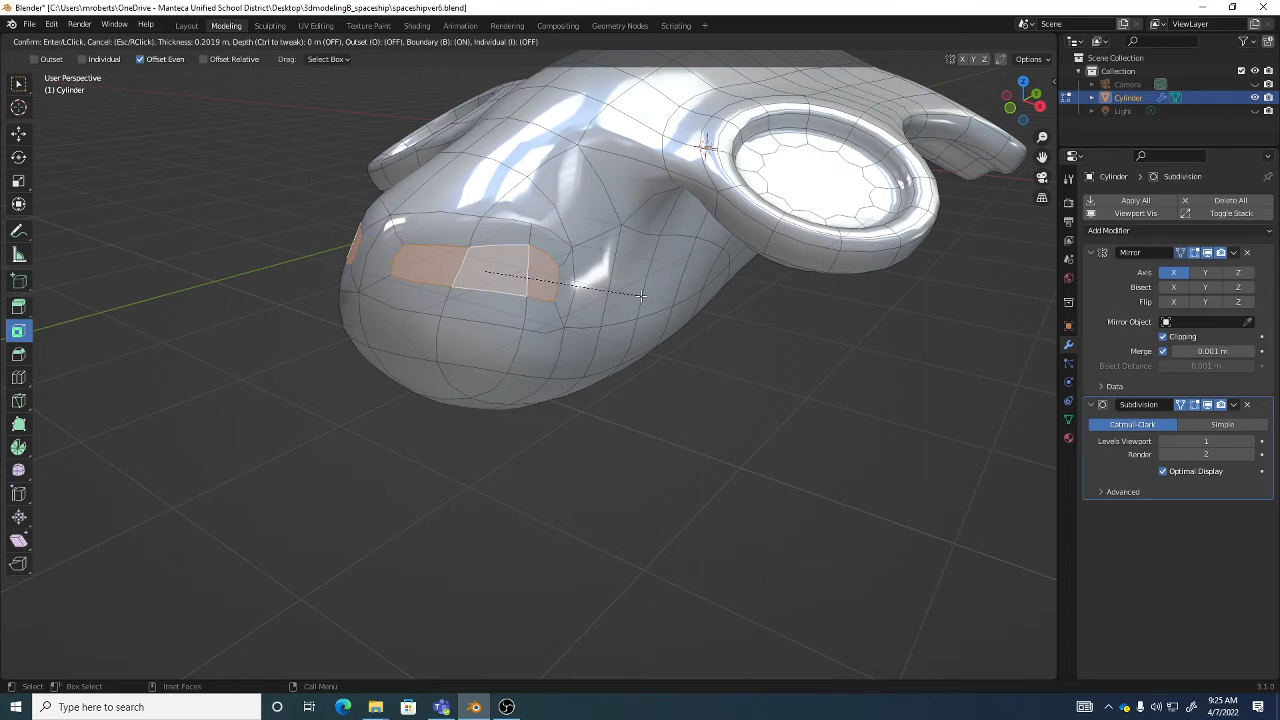 Blender* [C:\Users\mroberts\OneDrive - Manteca Unified School District\Desktop\3dmodelingB_spaceship\spaceshipver6.blend]
File Edit Render Window Help Layout Modeling Sculpting UV Editing Texture Paint Shading Animation Rendering Compositing Geometry Nodes Scripting + Scene ViewLayer
Confirm: Enter/LClick, Cancel: (Esc/RClick), Thickness: 0.2019 m, Depth (Ctrl to tweak): 0 m (OFF), Outset (O): (OFF), Boundary (B): (ON), Individual (I): (OFF)
Outset Individual Offset Even Offset Relative Drag: Select Box X Y Z Options
User Perspective
(1) Cylinder
Z
Y
X
Scene Collection
Collection
Camera
Cylinder
Light
Cylinder Subdivision
Apply All Delete All
Viewport Vis Toggle Stack
Add Modifier
Mirror
Axis X Y Z
Bisect X Y Z
Flip X Y Z
Mirror Object
Clipping
Merge 0.001 m
Bisect Distance 0.001 m
Data
Subdivision
Catmull-Clark Simple
Levels Viewport 1
Render 2
Optimal Display
Advanced
Select Box Select Inset Faces Call Menu 3.1.0
Type here to search
9:25 AM
4/7/2022